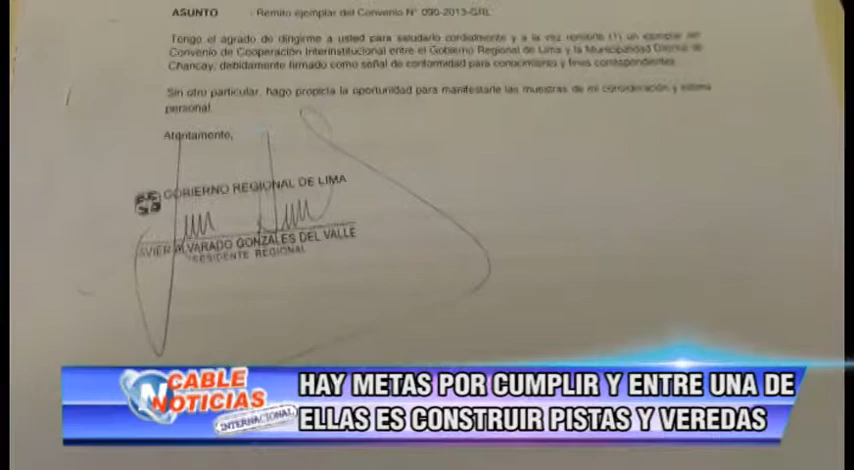 ASUNTO : Remito ejemplar del Convenio N° 090-2013-GRL
Tengo el agrado de dirigirme a usted para saludarlo cordialmente y a la vez remitirle (1) un ejemplar del
Convenio de Cooperación Interinstitucional entre el Gobierno Regional de Lima y la Municipalidad Distrital de
Chancay, debidamente firmado como señal de conformidad para conocimiento y fines correspondientes.
Sin otro particular, hago propicia la oportunidad para manifestarle las muestras de mi consideración y estima
personal.
Atentamente,
GOBIERNO REGIONAL DE LIMA
AVIER ALVARADO GONZALES DEL VALLE
PRESIDENTE REGIONAL
CABLE
NOTICIAS
INTERNACIONAL
HAY METAS POR CUMPLIR Y ENTRE UNA DE
ELLAS ES CONSTRUIR PISTAS Y VEREDAS